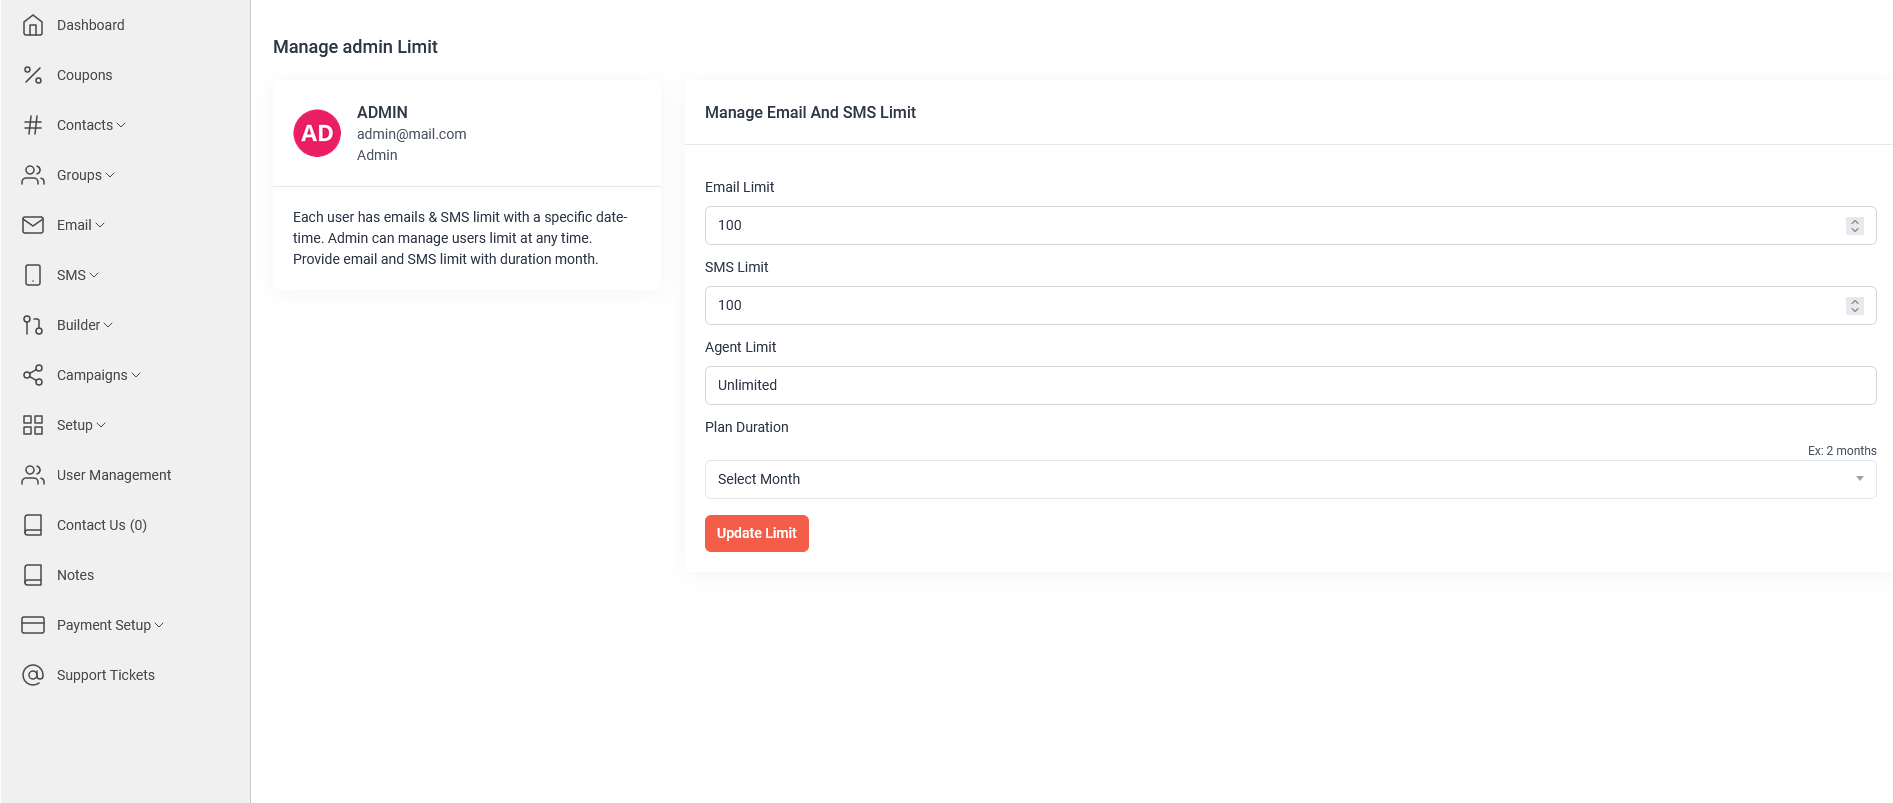 Dashboard
Coupons
Contacts
Groups
Email
SMS
Builder
Campaigns
Setup
User Management
Contact Us (0)
Notes
Payment Setup
Support Tickets
Manage admin Limit
AD
ADMIN
admin@mail.com
Admin
Each user has emails & SMS limit with a specific date-
time. Admin can manage users limit at any time.
Provide email and SMS limit with duration month.
Manage Email And SMS Limit
Email Limit
100
SMS Limit
100
Agent Limit
Unlimited
Plan Duration
Ex: 2 months
Select Month
Update Limit